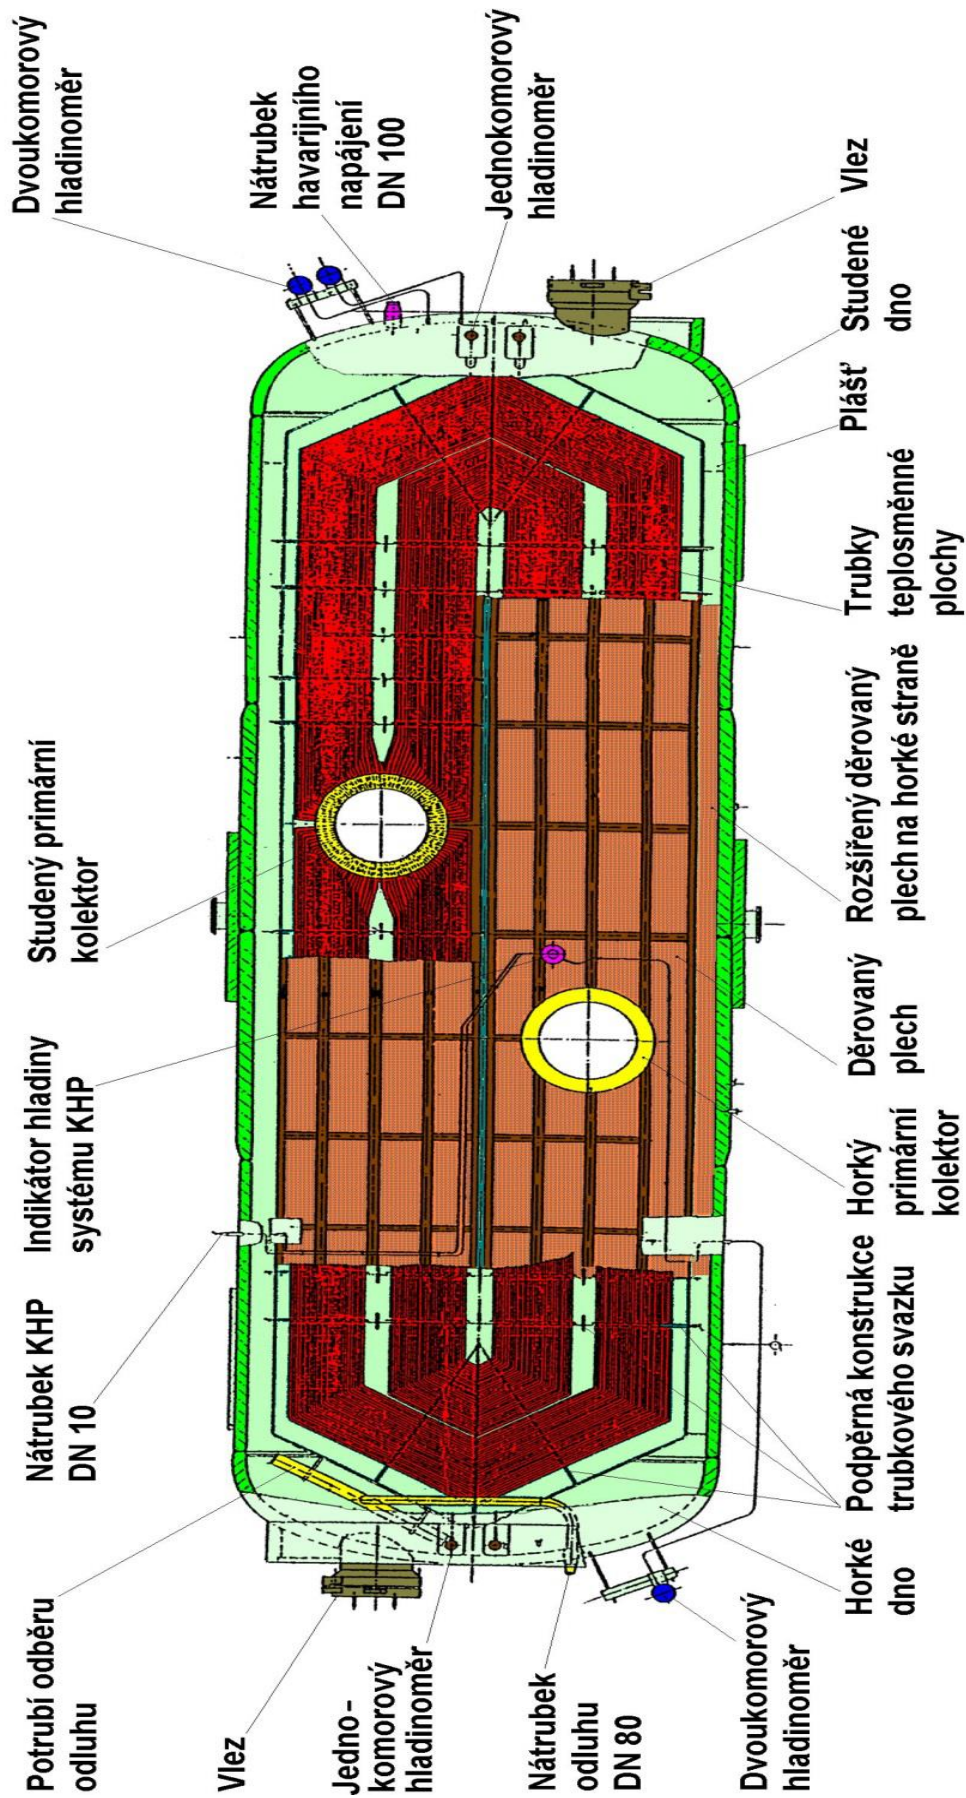 Potrubí odběru
odluhu
Nátrubek KHP
DN 10
Indikátor hladiny
systému KHP
Studený primární
kolektor
Dvoukomorový
hladinoměr
Vlez
Nátrubek
havarijního
napájení
DN 100
Jedno-
komorový
hladinoměr
Jednokomorový
hladinoměr
Nátrubek
odluhu
DN 80
Vlez
Dvoukomorový
hladinoměr
Horké
dno
Podpěrná konstrukce
trubkového svazku
Horký
primární
kolektor
Děrovaný
plech
Rozšířený děrovaný
plech na horké straně
Trubky
teplosměnné
plochy
Plášť
Studené
dno